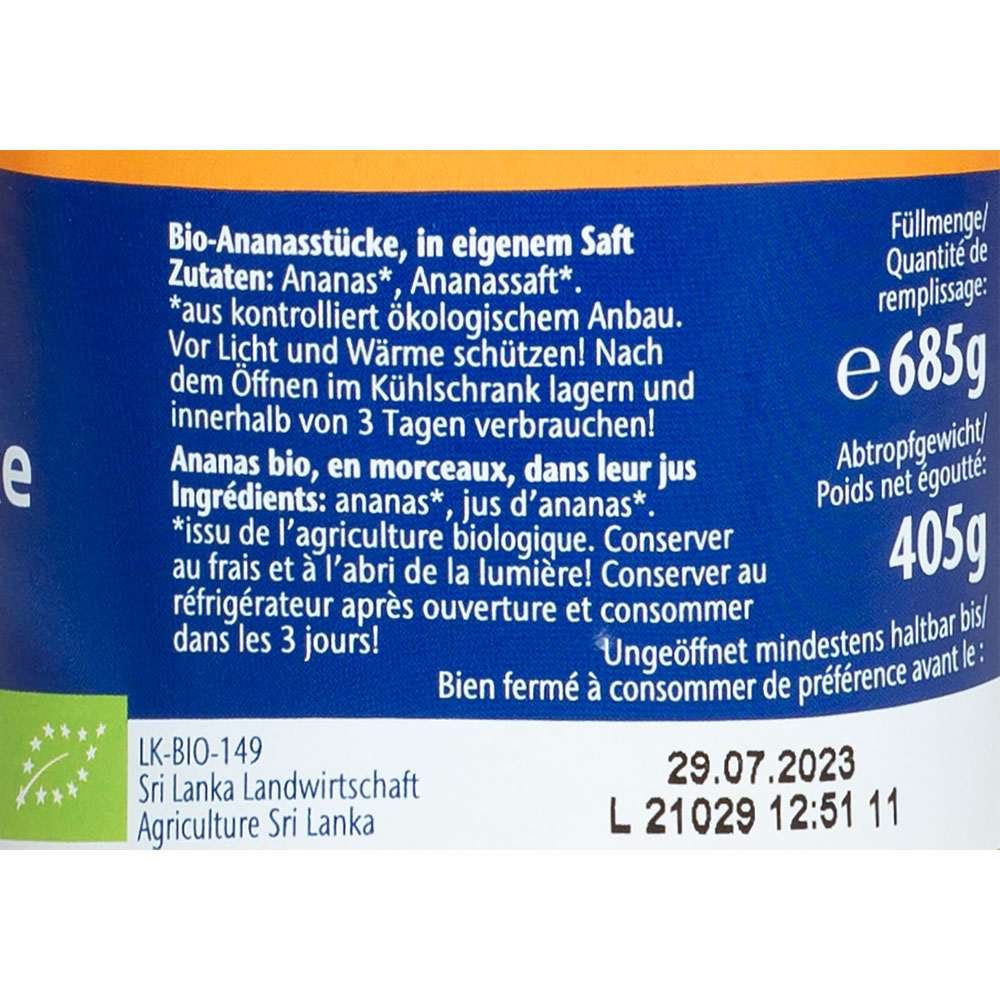 Bio-Ananasstücke, in eigenem Saft
Zutaten: Ananas*, Ananassaft*.
*aus kontrolliert ökologischem Anbau.
Vor Licht und Wärme schützen! Nach
dem Öffnen im Kühlschrank lagern und
innerhalb von 3 Tagen verbrauchen!
Ananas bio, en morceaux, dans leur jus
Ingrédients: ananas*, jus d'ananas*.
*issu de l'agriculture biologique. Conserver
au frais et à l'abri de la lumière! Conserver au
réfrigérateur après ouverture et consommer
dans les 3 jours!
Füllmenge/
Quantité de
remplissage:
℮685g
Abtropfgewicht/
Poids net égoutté:
405g
Ungeöffnet mindestens haltbar bis/
Bien fermé à consommer de préférence avant le :
e
LK-BIO-149
Sri Lanka Landwirtschaft
Agriculture Sri Lanka
29.07.2023
L 21029 12:51 11